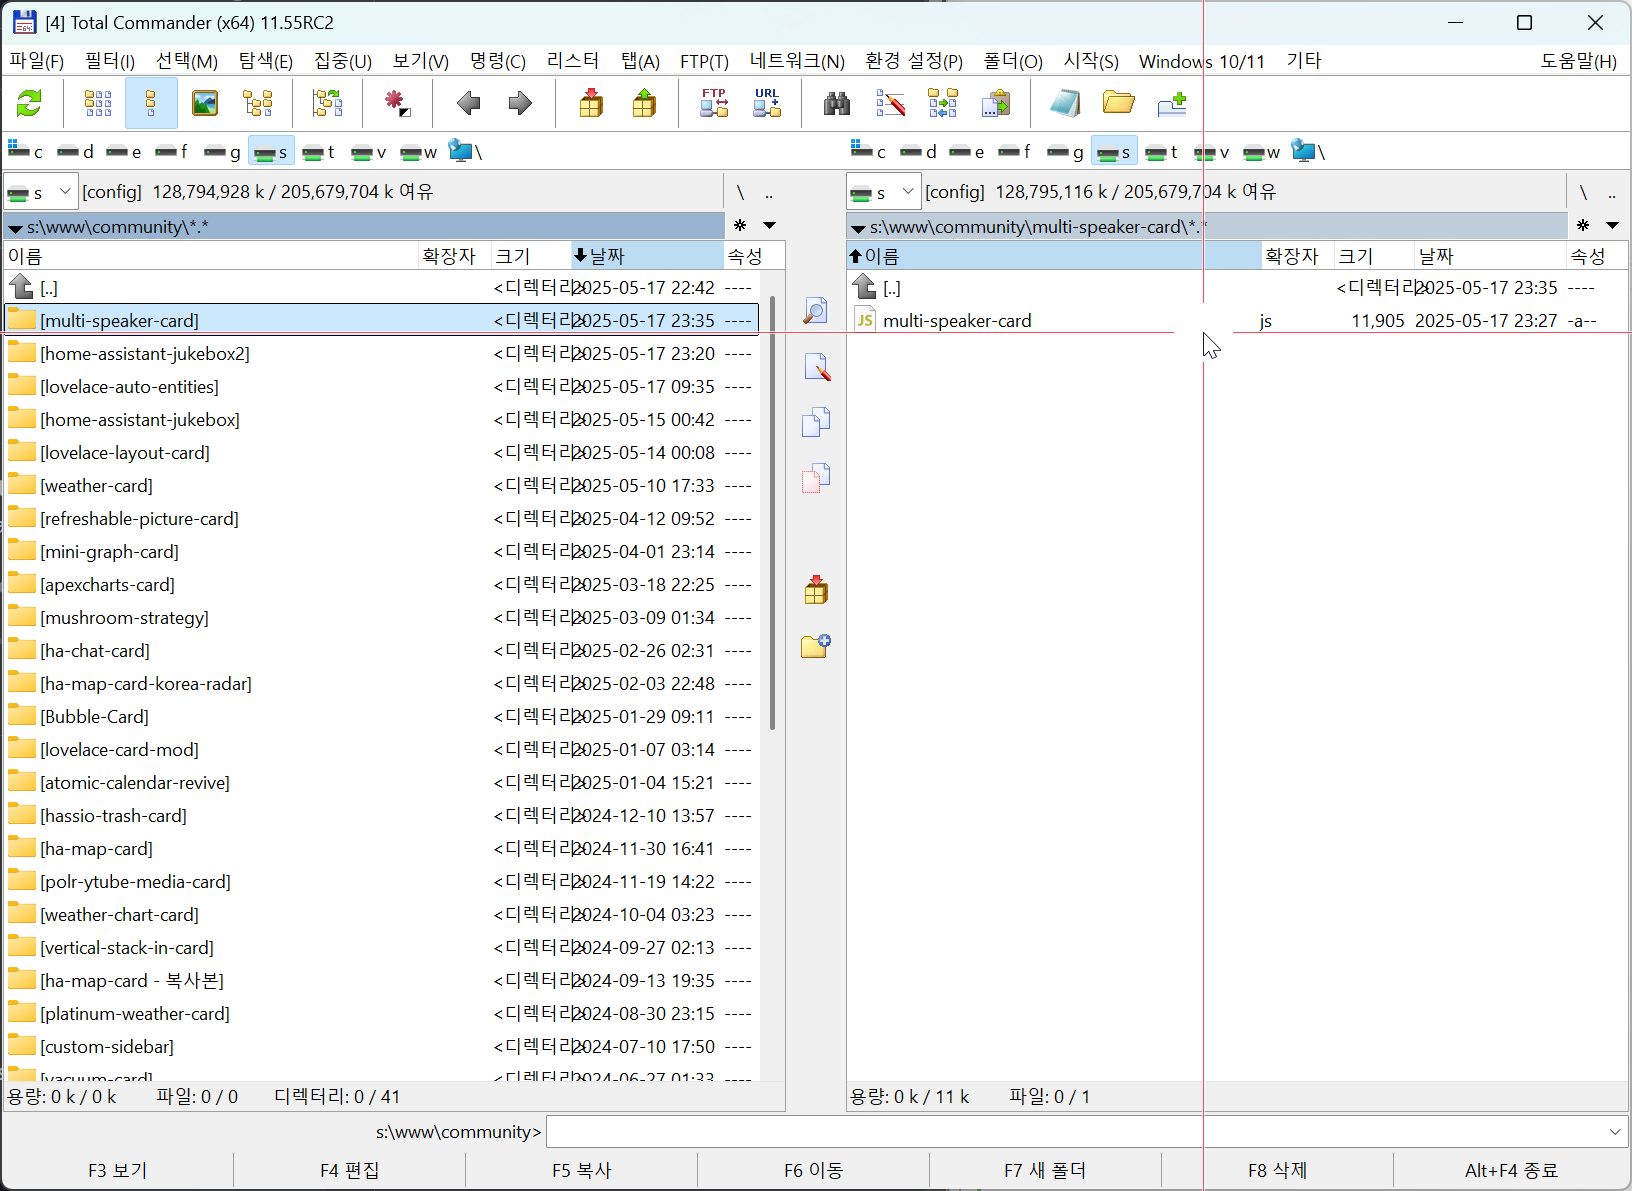 [4] Total Commander (x64) 11.55RC2
파일(F) 필터(I) 선택(M) 탐색(E) 집중(U) 보기(V) 명령(C) 리스터 탭(A) FTP(T) 네트워크(N) 환경 설정(P) 폴더(O) 시작(S) Windows 10/11 기타 도움말(H)
FTP URL
c d e f g s t v w \
c d e f g s t v w \
s [config] 128,794,928 k / 205,679,704 k 여유 \ ..
s [config] 128,795,116 k / 205,679,704 k 여유 \ ..
s:\www\community\*.* *
s:\www\community\multi-speaker-card\*.* *
이름 확장자 크기 날짜 속성
[..] <디렉터리> 2025-05-17 22:42 ----
[multi-speaker-card] <디렉터리> 2025-05-17 23:35 ----
[home-assistant-jukebox2] <디렉터리> 2025-05-17 23:20 ----
[lovelace-auto-entities] <디렉터리> 2025-05-17 09:35 ----
[home-assistant-jukebox] <디렉터리> 2025-05-15 00:42 ----
[lovelace-layout-card] <디렉터리> 2025-05-14 00:08 ----
[weather-card] <디렉터리> 2025-05-10 17:33 ----
[refreshable-picture-card] <디렉터리> 2025-04-12 09:52 ----
[mini-graph-card] <디렉터리> 2025-04-01 23:14 ----
[apexcharts-card] <디렉터리> 2025-03-18 22:25 ----
[mushroom-strategy] <디렉터리> 2025-03-09 01:34 ----
[ha-chat-card] <디렉터리> 2025-02-26 02:31 ----
[ha-map-card-korea-radar] <디렉터리> 2025-02-03 22:48 ----
[Bubble-Card] <디렉터리> 2025-01-29 09:11 ----
[lovelace-card-mod] <디렉터리> 2025-01-07 03:14 ----
[atomic-calendar-revive] <디렉터리> 2025-01-04 15:21 ----
[hassio-trash-card] <디렉터리> 2024-12-10 13:57 ----
[ha-map-card] <디렉터리> 2024-11-30 16:41 ----
[polr-ytube-media-card] <디렉터리> 2024-11-19 14:22 ----
[weather-chart-card] <디렉터리> 2024-10-04 03:23 ----
[vertical-stack-in-card] <디렉터리> 2024-09-27 02:13 ----
[ha-map-card - 복사본] <디렉터리> 2024-09-13 19:35 ----
[platinum-weather-card] <디렉터리> 2024-08-30 23:15 ----
[custom-sidebar] <디렉터리> 2024-07-10 17:50 ----
[vacuum-card] <디렉터리> 2024-06-27 01:33 ----
용량: 0 k / 0 k 파일: 0 / 0 디렉터리: 0 / 41
이름 확장자 크기 날짜 속성
[..] <디렉터리> 2025-05-17 23:35 ----
JS multi-speaker-card js 11,905 2025-05-17 23:27 -a--
용량: 0 k / 11 k 파일: 0 / 1
s:\www\community>
F3 보기 F4 편집 F5 복사 F6 이동 F7 새 폴더 F8 삭제 Alt+F4 종료